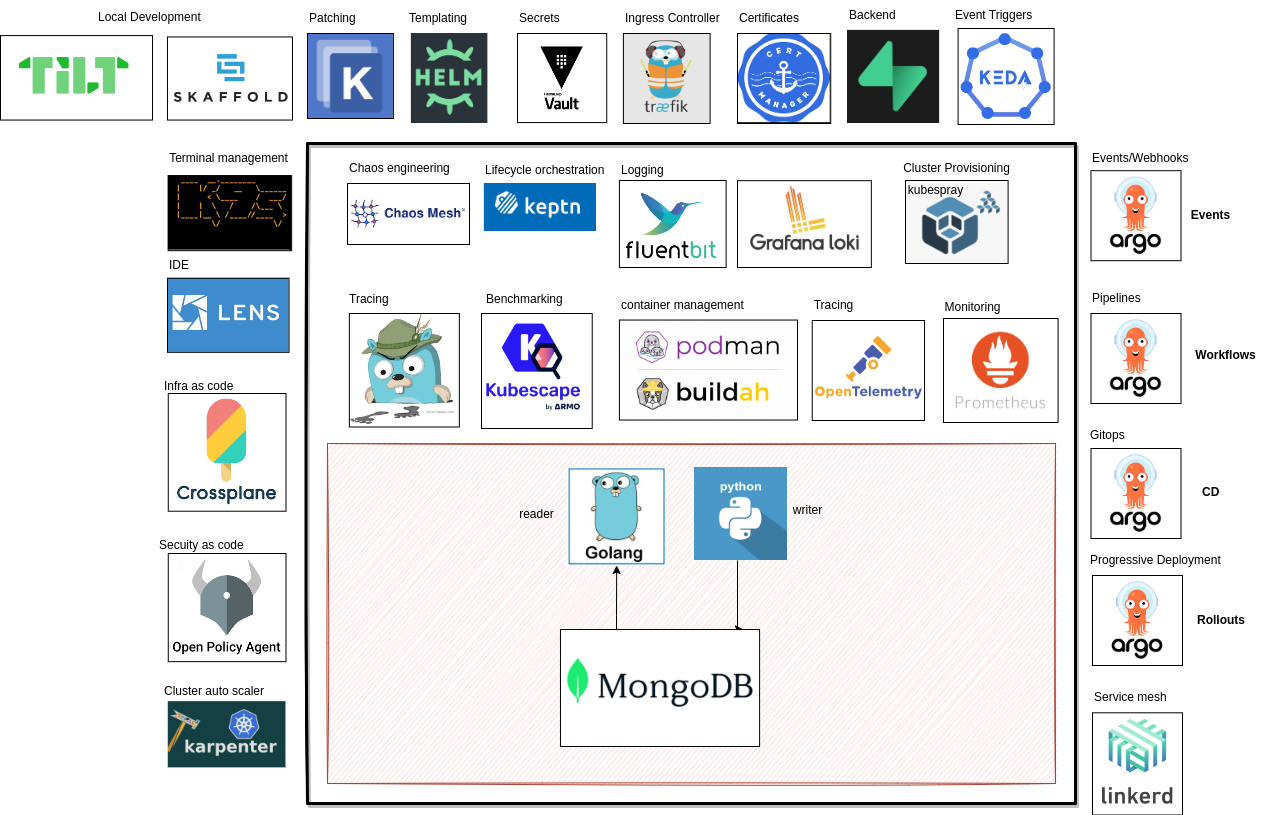 Local Development
Patching
Templating
Secrets
Ingress Controller
Certificates
Backend
Event Triggers
TiLT
SKAFFOLD
K
HELM
HashiCorp
Vault
træfik
CERT
MANAGER
KEDA
Terminal management
K9s
IDE
LENS
Infra as code
Crossplane
Secuity as code
Open Policy Agent
Cluster auto scaler
karpenter
Chaos engineering
Chaos Mesh
Lifecycle orchestration
keptn
Logging
fluentbit
Grafana loki
Cluster Provisioning
kubespray
Tracing
Benchmarking
K
Kubescape
by ARMO
container management
podman
buildah
Tracing
OpenTelemetry
Monitoring
Prometheus
reader
Golang
python
writer
MongoDB
Events/Webhooks
argo
Events
Pipelines
argo
Workflows
Gitops
argo
CD
Progressive Deployment
argo
Rollouts
Service mesh
linkerd